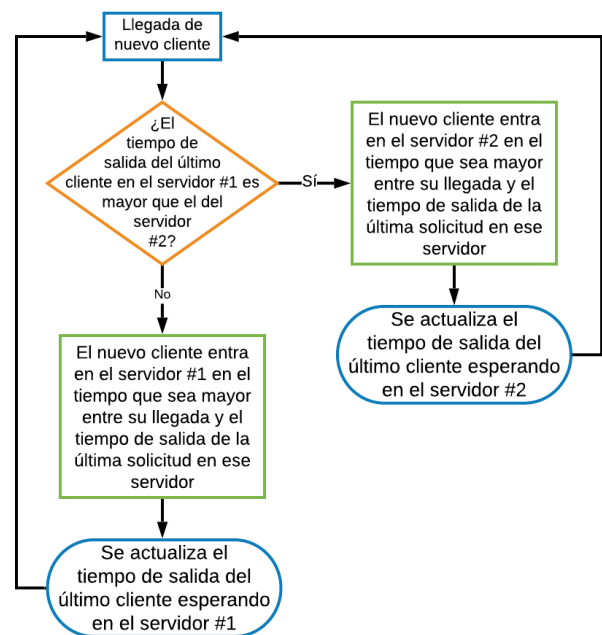 Llegada de
nuevo cliente
¿El
tiempo de
salida del último
cliente en el servidor #1 es
mayor que el del
servidor
#2?
Sí
El nuevo cliente entra
en el servidor #2 en el
tiempo que sea mayor
entre su llegada y el
tiempo de salida de la
última solicitud en ese
servidor
Se actualiza el
tiempo de salida del
último cliente esperando
en el servidor #2
No
El nuevo cliente entra
en el servidor #1 en el
tiempo que sea mayor
entre su llegada y el
tiempo de salida de la
última solicitud en ese
servidor
Se actualiza el
tiempo de salida del
último cliente esperando
en el servidor #1